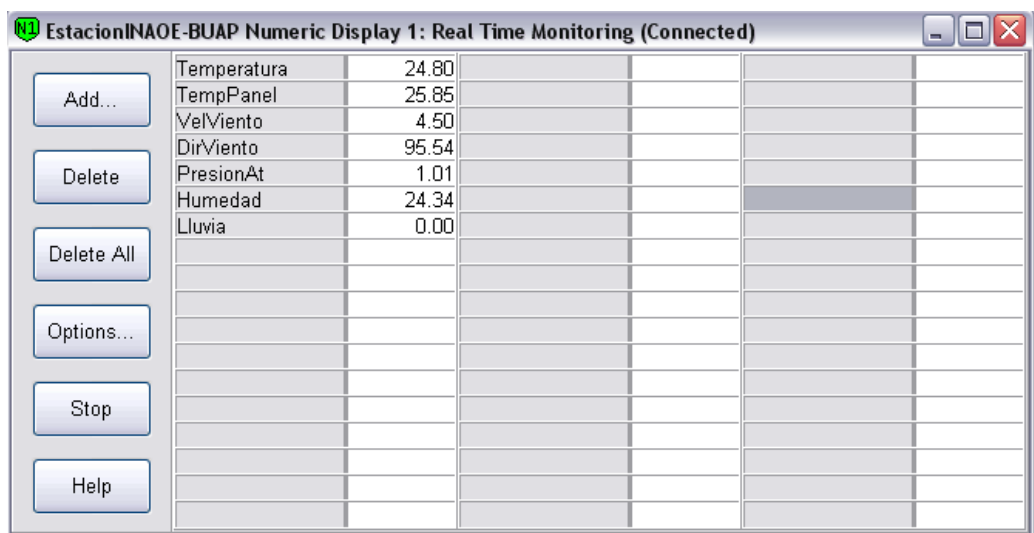 N1 EstacionINAOE-BUAP Numeric Display 1: Real Time Monitoring (Connected)
Add...
Delete
Delete All
Options...
Stop
Help
Temperatura 24.80
TempPanel 25.85
VelViento 4.50
DirViento 95.54
PresionAt 1.01
Humedad 24.34
Lluvia 0.00